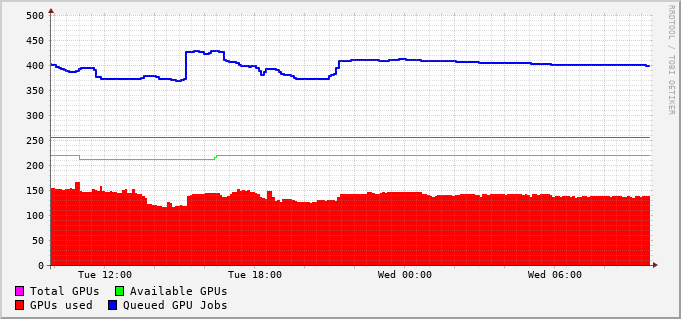 RRDTOOL / TOBI OETIKER
500
450
400
350
300
250
200
150
100
50
0
Tue 12:00 Tue 18:00 Wed 00:00 Wed 06:00
Total GPUs Available GPUs
GPUs used Queued GPU Jobs